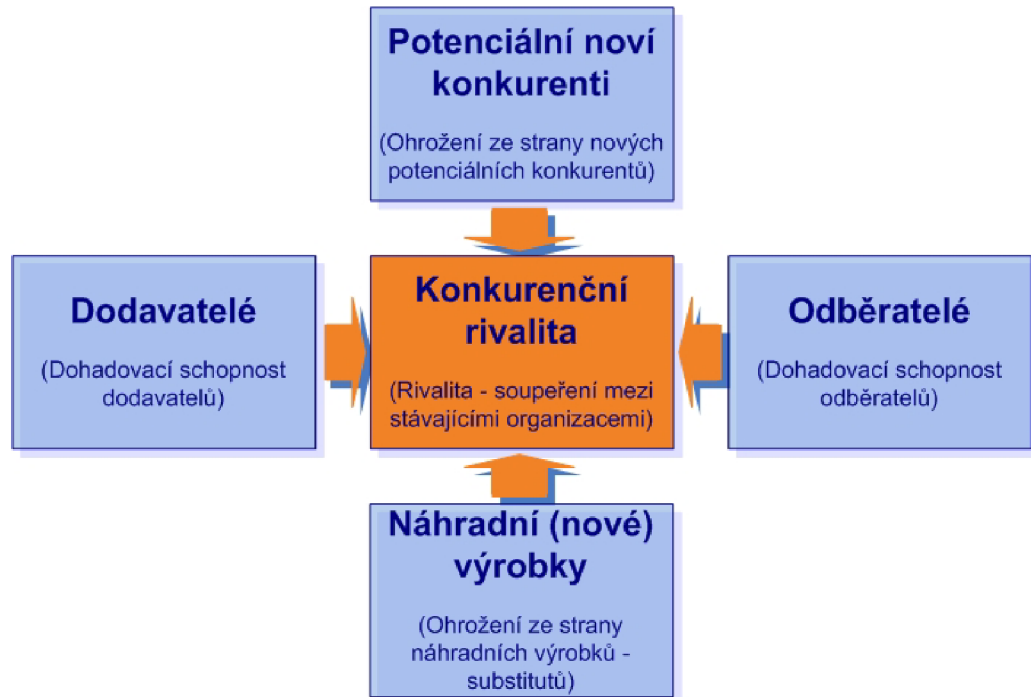 Potenciální noví
konkurenti
(Ohrožení ze strany nových
potenciálních konkurentů)
Dodavatelé
(Dohadovací schopnost
dodavatelů)
Konkurenční
rivalita
(Rivalita - soupeření mezi
stávajícími organizacemi)
Odběratelé
(Dohadovací schopnost
odběratelů)
Náhradní (nové)
výrobky
(Ohrožení ze strany
náhradních výrobků -
substitutů)